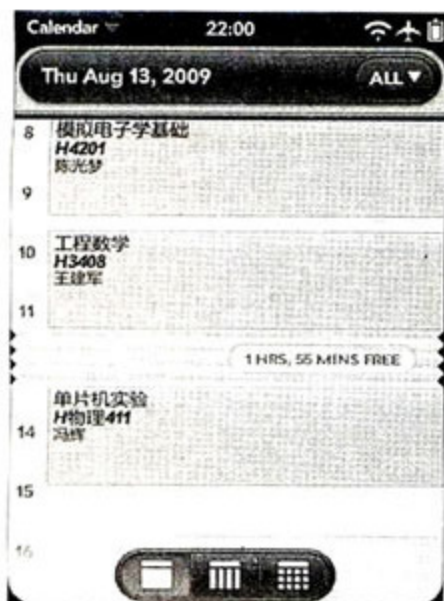 Calendar
22:00
Thu Aug 13, 2009
ALL
8
模拟电子学基础
H4201
陈光梦
9
10
工程数学
H3408
王建军
11
1 HRS, 55 MINS FREE
单片机实验
H物理411
14
冯辉
15
16